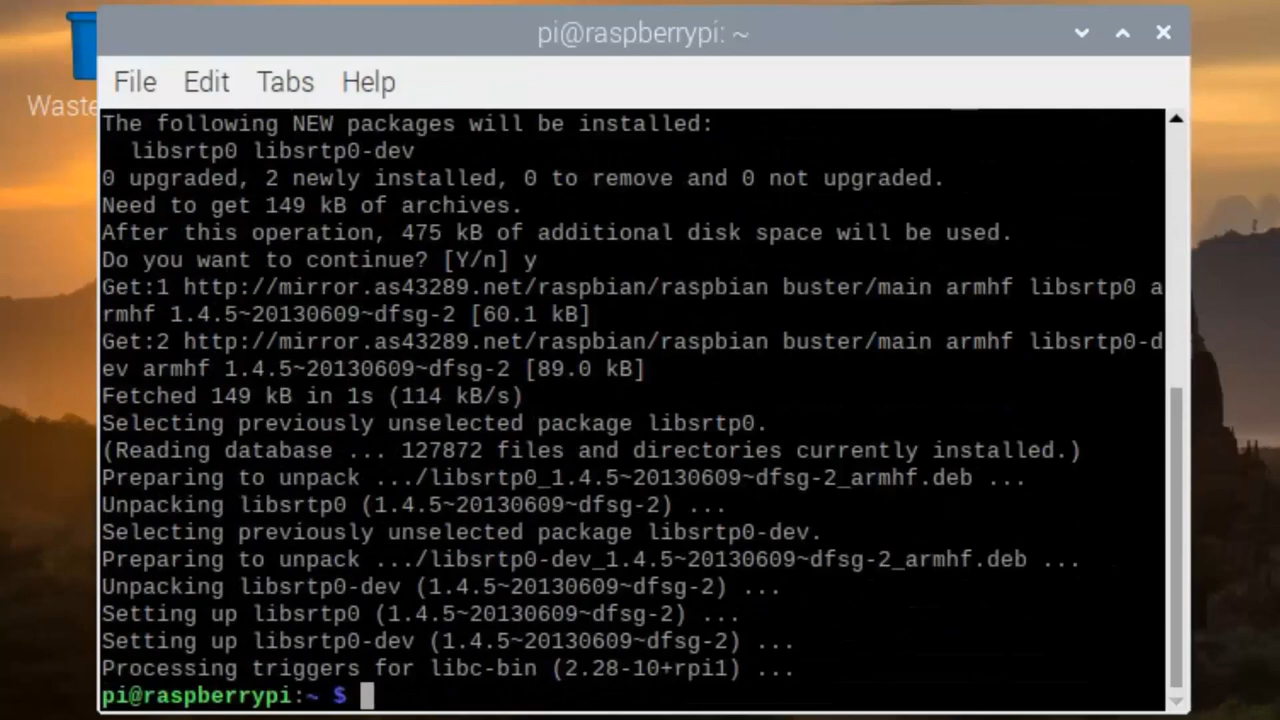 pi@raspberrypi: ~
Waste
File Edit Tabs Help
The following NEW packages will be installed:
  libsrtp0 libsrtp0-dev
0 upgraded, 2 newly installed, 0 to remove and 0 not upgraded.
Need to get 149 kB of archives.
After this operation, 475 kB of additional disk space will be used.
Do you want to continue? [Y/n] y
Get:1 http://mirror.as43289.net/raspbian/raspbian buster/main armhf libsrtp0 a
rmhf 1.4.5~20130609~dfsg-2 [60.1 kB]
Get:2 http://mirror.as43289.net/raspbian/raspbian buster/main armhf libsrtp0-d
ev armhf 1.4.5~20130609~dfsg-2 [89.0 kB]
Fetched 149 kB in 1s (114 kB/s)
Selecting previously unselected package libsrtp0.
(Reading database ... 127872 files and directories currently installed.)
Preparing to unpack .../libsrtp0_1.4.5~20130609~dfsg-2_armhf.deb ...
Unpacking libsrtp0 (1.4.5~20130609~dfsg-2) ...
Selecting previously unselected package libsrtp0-dev.
Preparing to unpack .../libsrtp0-dev_1.4.5~20130609~dfsg-2_armhf.deb ...
Unpacking libsrtp0-dev (1.4.5~20130609~dfsg-2) ...
Setting up libsrtp0 (1.4.5~20130609~dfsg-2) ...
Setting up libsrtp0-dev (1.4.5~20130609~dfsg-2) ...
Processing triggers for libc-bin (2.28-10+rpi1) ...
pi@raspberrypi:~ $